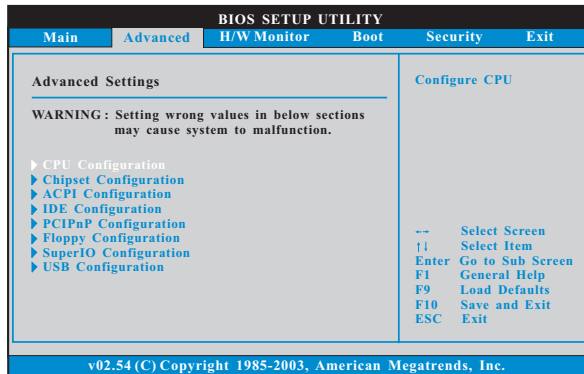 BIOS SETUP UTILITY
Main Advanced H/W Monitor Boot Security Exit
Advanced Settings
WARNING : Setting wrong values in below sections
may cause system to malfunction.
CPU Configuration
Chipset Configuration
ACPI Configuration
IDE Configuration
PCIPnP Configuration
Floppy Configuration
SuperIO Configuration
USB Configuration
Configure CPU
←→ Select Screen
↑↓ Select Item
Enter Go to Sub Screen
F1 General Help
F9 Load Defaults
F10 Save and Exit
ESC Exit
v02.54 (C) Copyright 1985-2003, American Megatrends, Inc.